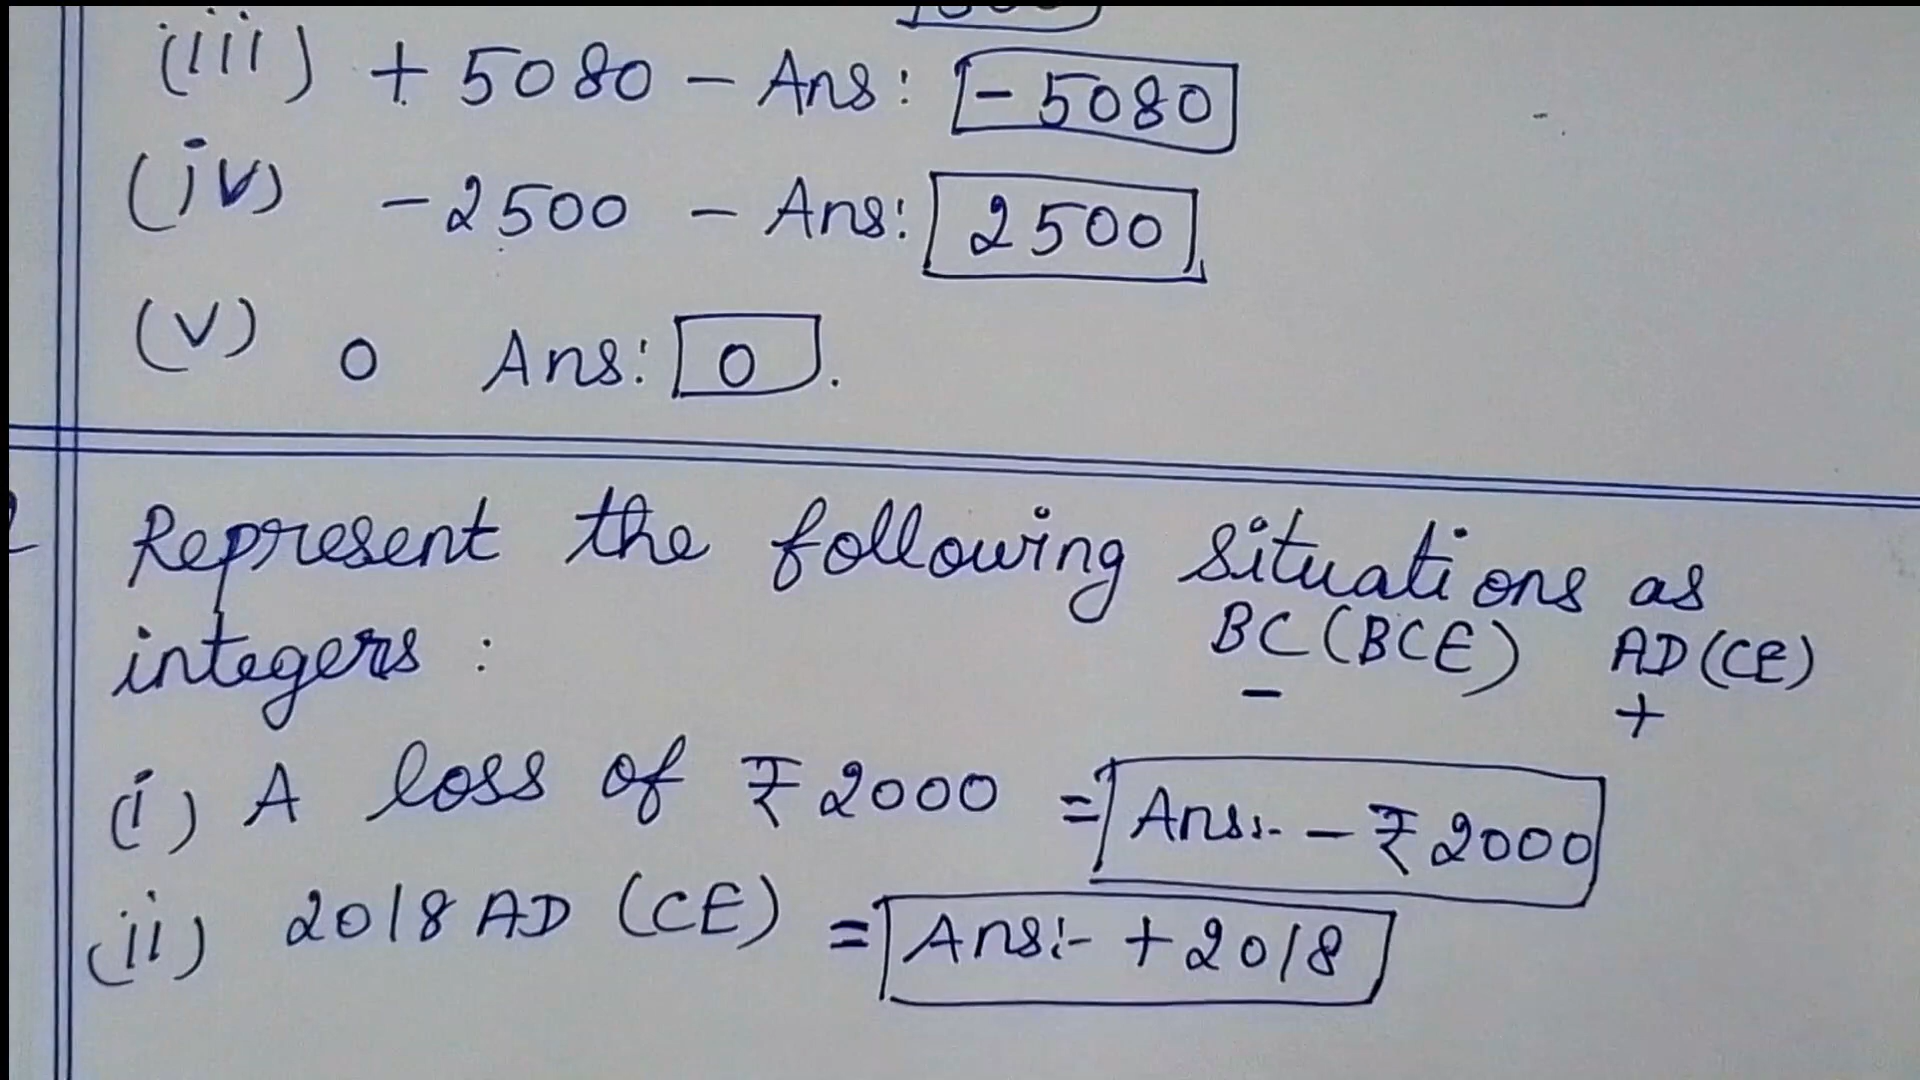 (iii) + 5080 - Ans: -5080
(iv) -2500 - Ans: 2500
(v) 0 Ans: 0.
Represent the following situations as
integers :
BC (BCE) AD (CE)
- +
(i) A loss of ₹ 2000 = Ans:- - ₹ 2000
(ii) 2018 AD (CE) = Ans:- + 2018